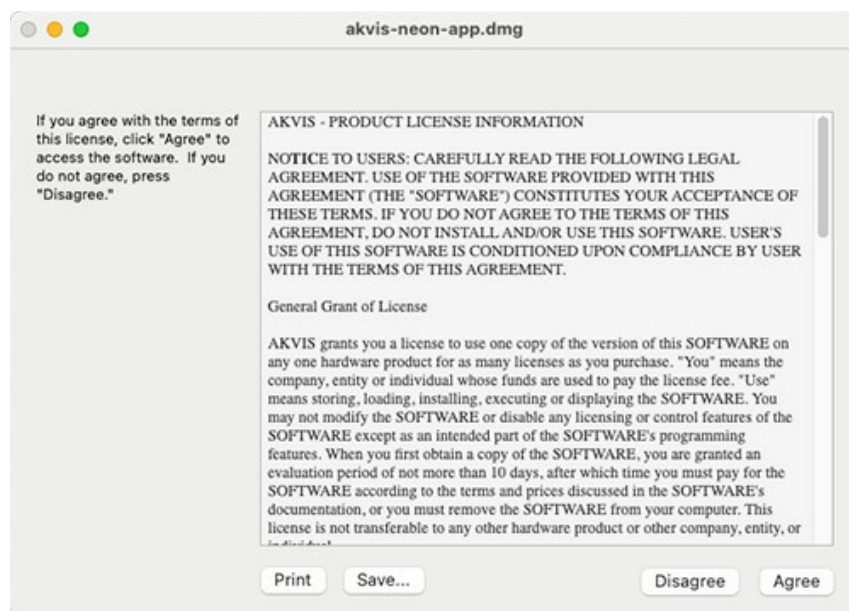 akvis-neon-app.dmg
If you agree with the terms of
this license, click "Agree" to
access the software. If you
do not agree, press
"Disagree."
AKVIS - PRODUCT LICENSE INFORMATION
NOTICE TO USERS: CAREFULLY READ THE FOLLOWING LEGAL
AGREEMENT. USE OF THE SOFTWARE PROVIDED WITH THIS
AGREEMENT (THE "SOFTWARE") CONSTITUTES YOUR ACCEPTANCE OF
THESE TERMS. IF YOU DO NOT AGREE TO THE TERMS OF THIS
AGREEMENT, DO NOT INSTALL AND/OR USE THIS SOFTWARE. USER'S
USE OF THIS SOFTWARE IS CONDITIONED UPON COMPLIANCE BY USER
WITH THE TERMS OF THIS AGREEMENT.
General Grant of License
AKVIS grants you a license to use one copy of the version of this SOFTWARE on
any one hardware product for as many licenses as you purchase. "You" means the
company, entity or individual whose funds are used to pay the license fee. "Use"
means storing, loading, installing, executing or displaying the SOFTWARE. You
may not modify the SOFTWARE or disable any licensing or control features of the
SOFTWARE except as an intended part of the SOFTWARE's programming
features. When you first obtain a copy of the SOFTWARE, you are granted an
evaluation period of not more than 10 days, after which time you must pay for the
SOFTWARE according to the terms and prices discussed in the SOFTWARE's
documentation, or you must remove the SOFTWARE from your computer. This
license is not transferable to any other hardware product or other company, entity, or
Print Save... Disagree Agree